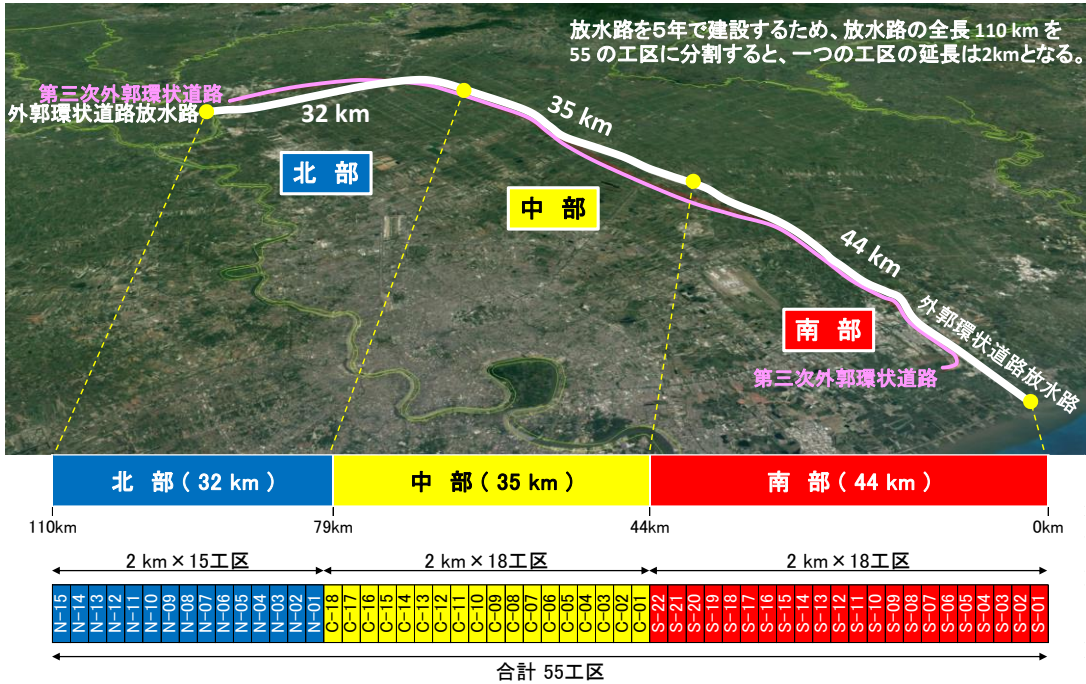 放水路を5年で建設するため、放水路の全長 110 km を
55 の工区に分割すると、一つの工区の延長は2kmとなる。
第三次外郭環状道路
外郭環状道路放水路
32 km
35 km
北 部
中 部
44 km
南 部
外郭環状道路放水路
第三次外郭環状道路
北 部 ( 32 km )
中 部 ( 35 km )
南 部 ( 44 km )
110km
79km
44km
0km
2 km×15工区
2 km×18工区
2 km×18工区
N-15
N-14
N-13
N-12
N-11
N-10
N-09
N-08
N-07
N-06
N-05
N-04
N-03
N-02
N-01
C-18
C-17
C-16
C-15
C-14
C-13
C-12
C-11
C-10
C-09
C-08
C-07
C-06
C-05
C-04
C-03
C-02
C-01
S-22
S-21
S-20
S-19
S-18
S-17
S-16
S-15
S-14
S-13
S-12
S-11
S-10
S-09
S-08
S-07
S-06
S-05
S-04
S-03
S-02
S-01
合計 55工区